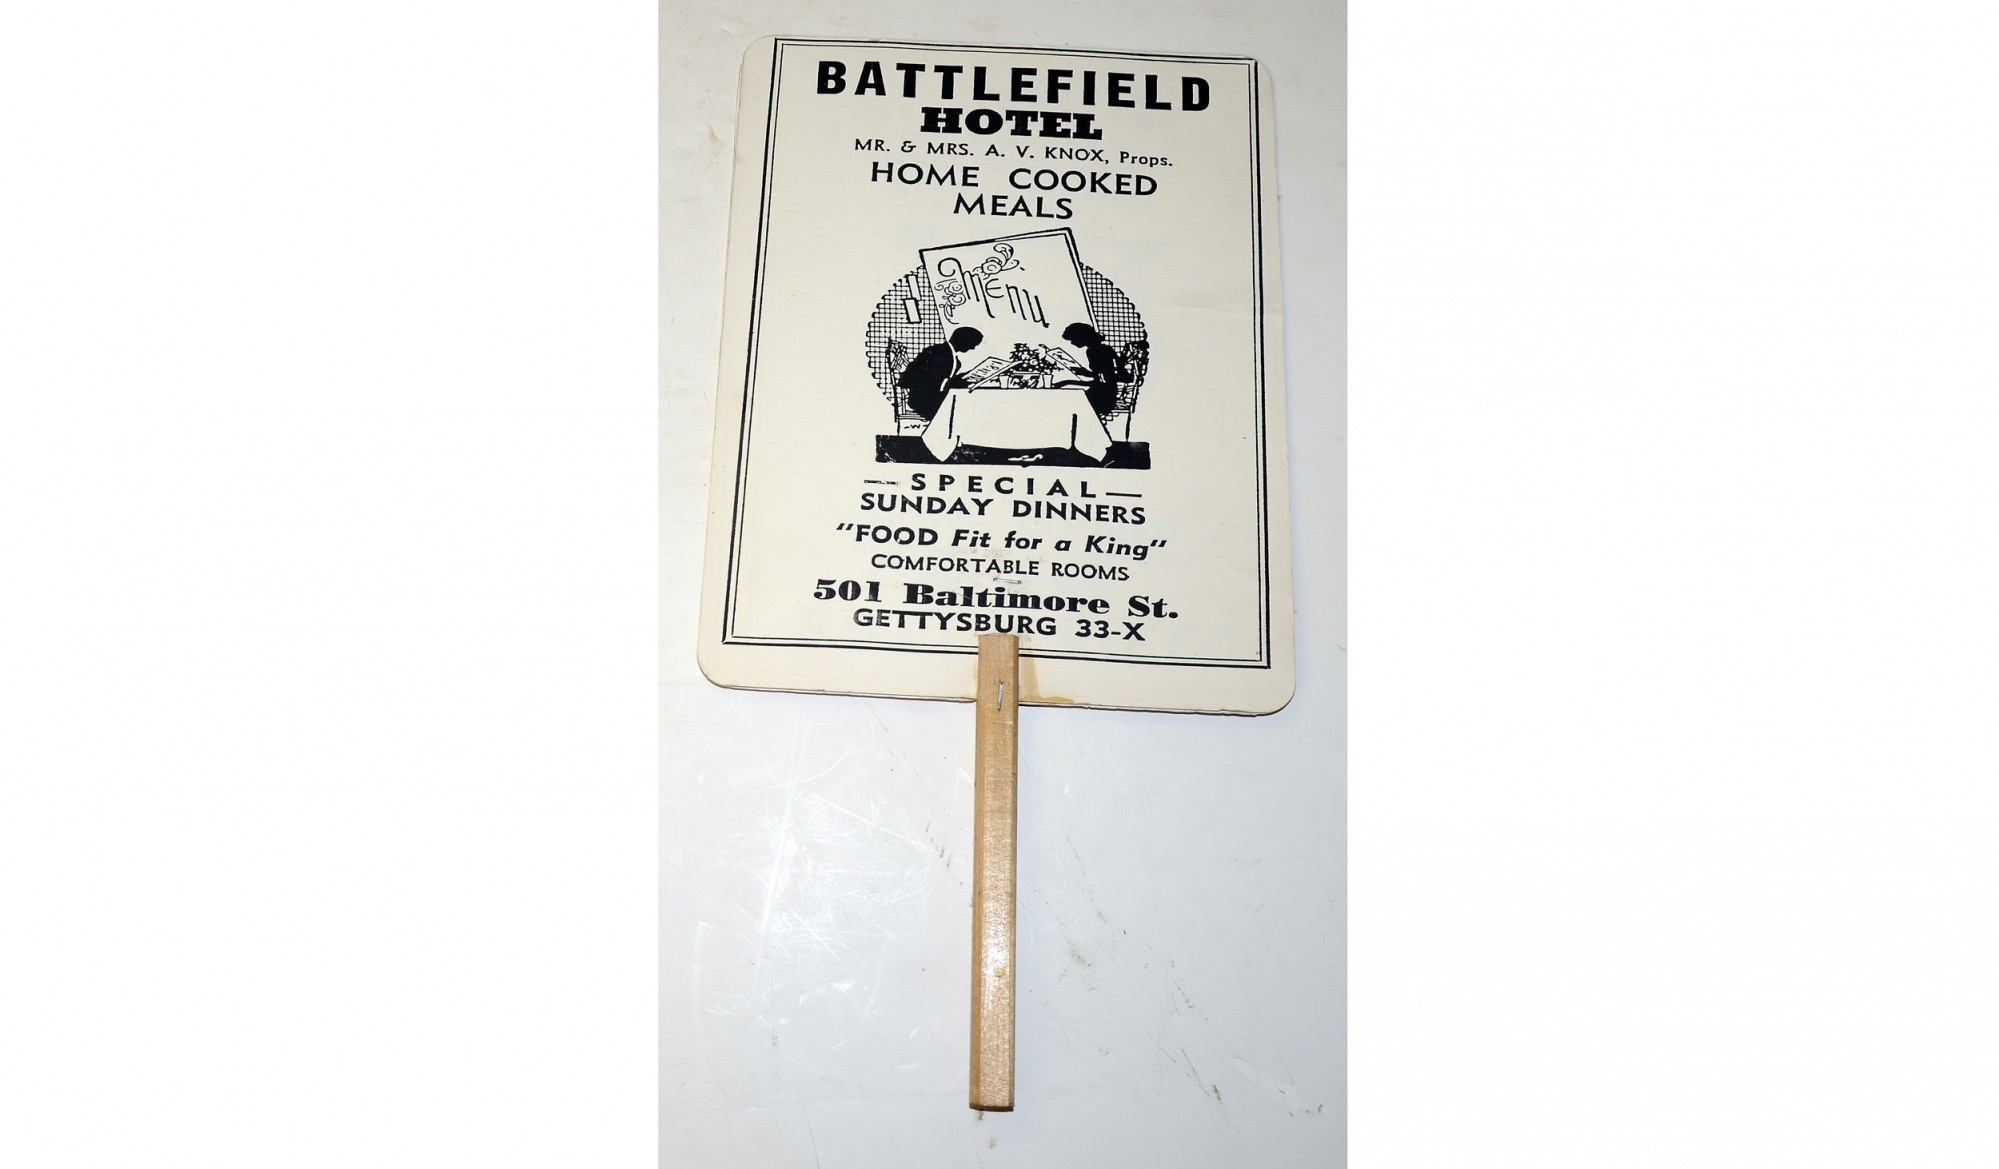 BATTLEFIELD
HOTEL
MR. & MRS. A. V. KNOX, Props.
HOME COOKED
MEALS
Menu
MENU
— SPECIAL —
SUNDAY DINNERS
"FOOD Fit for a King"
COMFORTABLE ROOMS
501 Baltimore St.
GETTYSBURG 33-X